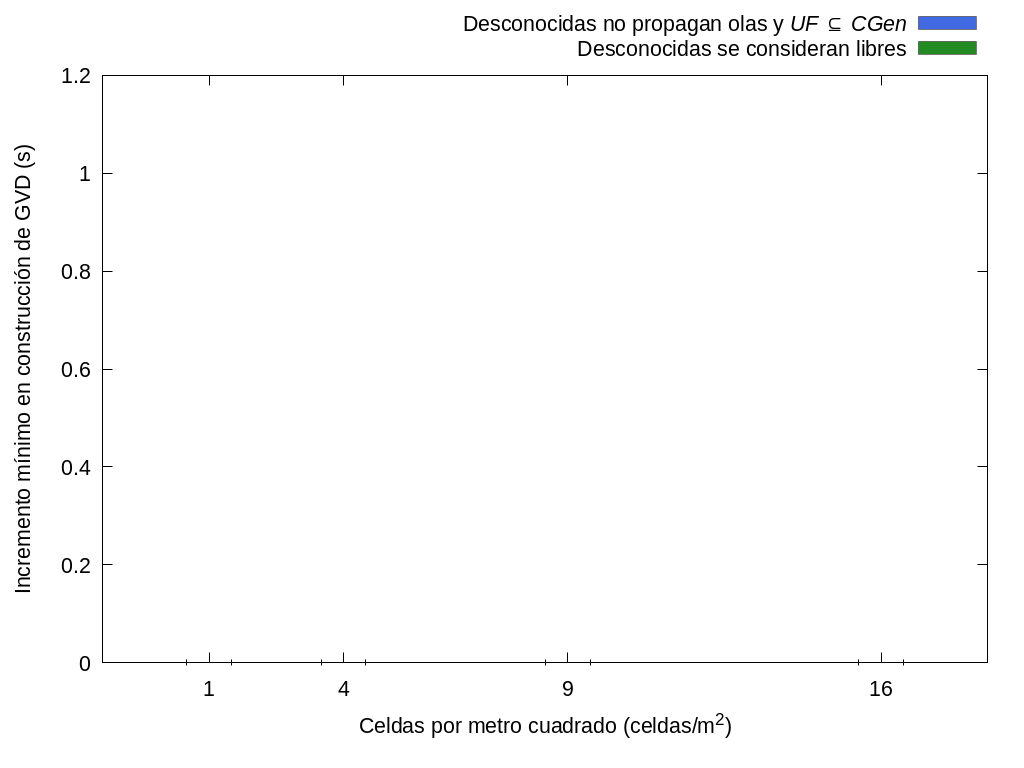 Desconocidas no propagan olas y UF ⊆ CGen
Desconocidas se consideran libres
1.2
1
0.8
0.6
0.4
0.2
0
Incremento mínimo en construcción de GVD (s)
1 4 9 16
Celdas por metro cuadrado (celdas/m²)